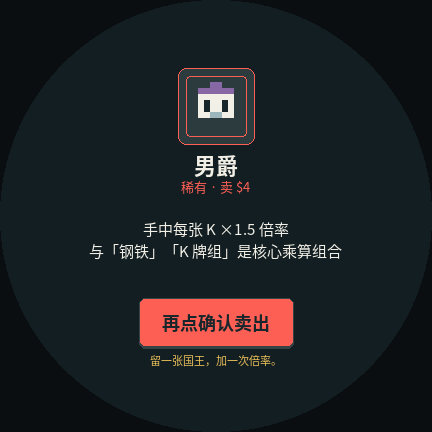 男爵
稀有 · 卖 $4
手中每张 K ×1.5 倍率
与「钢铁」「K 牌组」是核心乘算组合
再点确认卖出
留一张国王，加一次倍率。